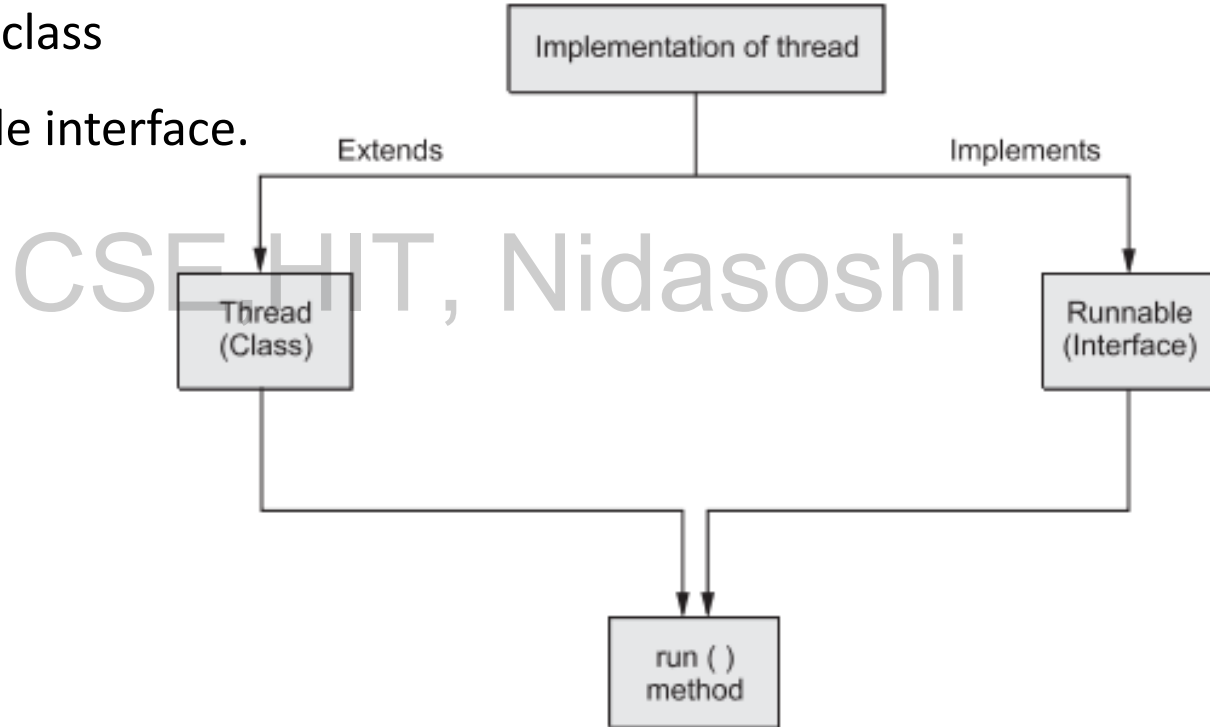 class
le interface.
Implementation of thread
Extends
Implements
CSE HIT, Nidasoshi
Thread
(Class)
Runnable
(Interface)
run ( )
method